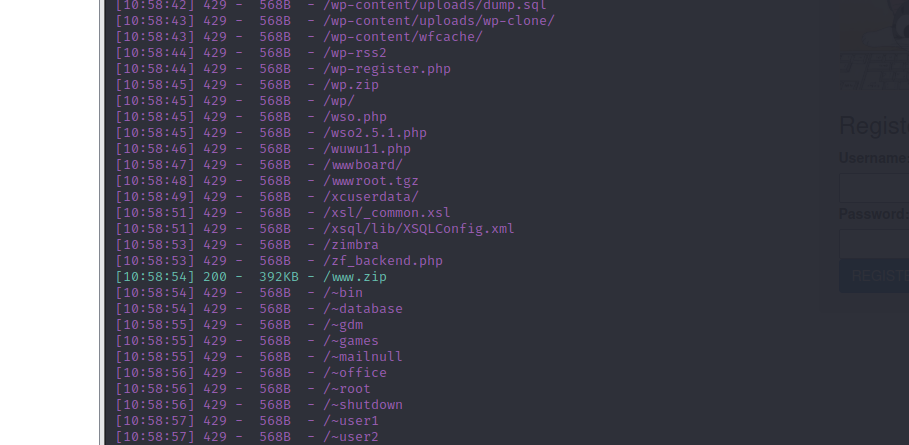 [10:58:42] 429 - 568B - /wp-content/uploads/dump.sql
[10:58:43] 429 - 568B - /wp-content/uploads/wp-clone/
[10:58:43] 429 - 568B - /wp-content/wfcache/
[10:58:44] 429 - 568B - /wp-rss2
[10:58:44] 429 - 568B - /wp-register.php
[10:58:45] 429 - 568B - /wp.zip
[10:58:45] 429 - 568B - /wp/
[10:58:45] 429 - 568B - /wso.php
[10:58:45] 429 - 568B - /wso2.5.1.php
[10:58:46] 429 - 568B - /wuwu11.php
[10:58:47] 429 - 568B - /wwwboard/
[10:58:48] 429 - 568B - /wwwroot.tgz
[10:58:49] 429 - 568B - /xcuserdata/
[10:58:51] 429 - 568B - /xsl/_common.xsl
[10:58:51] 429 - 568B - /xsql/lib/XSQLConfig.xml
[10:58:53] 429 - 568B - /zimbra
[10:58:53] 429 - 568B - /zf_backend.php
[10:58:54] 200 - 392KB - /www.zip
[10:58:54] 429 - 568B - /~bin
[10:58:54] 429 - 568B - /~database
[10:58:55] 429 - 568B - /~gdm
[10:58:55] 429 - 568B - /~games
[10:58:55] 429 - 568B - /~mailnull
[10:58:56] 429 - 568B - /~office
[10:58:56] 429 - 568B - /~root
[10:58:56] 429 - 568B - /~shutdown
[10:58:57] 429 - 568B - /~user1
[10:58:57] 429 - 568B - /~user2
Regist
Username
Password:
REGIST